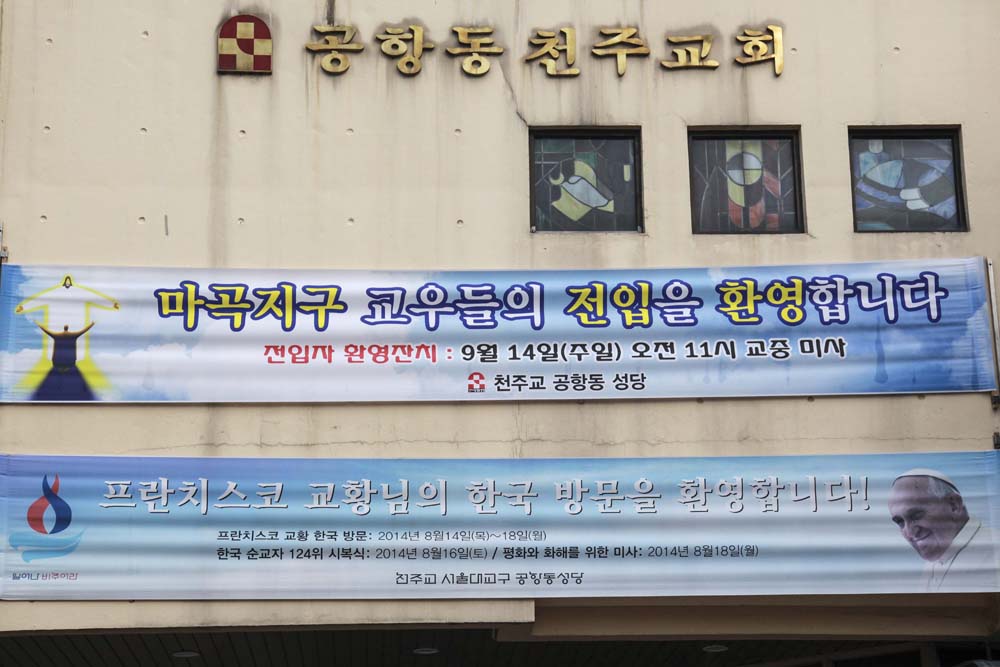 공항동천주교회
마곡지구 교우들의 전입을 환영합니다
전입자 환영잔치 : 9월 14일(주일) 오전 11시 교중 미사
천주교 공항동 성당
프란치스코 교황님의 한국 방문을 환영합니다!
프란치스코 교황 한국 방문: 2014년 8월14일(목)~18일(월)
한국 순교자 124위 시복식: 2014년 8월16일(토) / 평화와 화해를 위한 미사: 2014년 8월18일(월)
일어나 비추어라
천주교 서울대교구 공항동성당